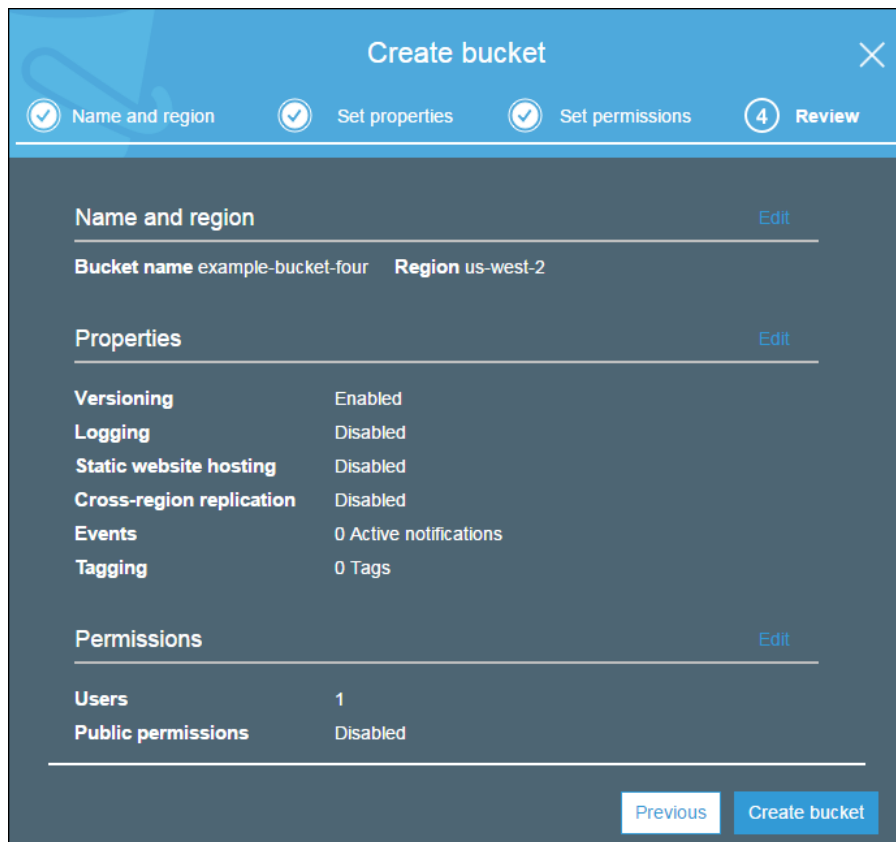 Create bucket
Name and region Set properties Set permissions 4 Review
Name and region Edit
Bucket name example-bucket-four Region us-west-2
Properties Edit
Versioning Enabled
Logging Disabled
Static website hosting Disabled
Cross-region replication Disabled
Events 0 Active notifications
Tagging 0 Tags
Permissions Edit
Users 1
Public permissions Disabled
Previous Create bucket